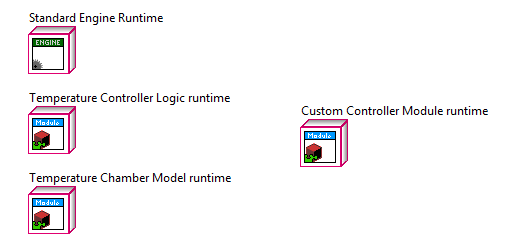 Standard Engine Runtime
ENGINE
Temperature Controller Logic runtime
Module
Custom Controller Module runtime
Module
Temperature Chamber Model runtime
Module